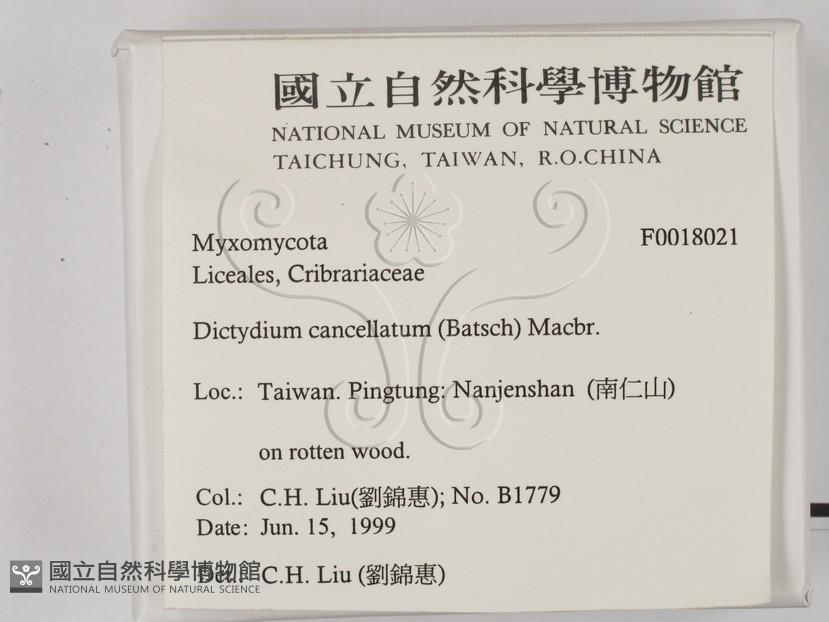 國立自然科學博物館
NATIONAL MUSEUM OF NATURAL SCIENCE
TAICHUNG, TAIWAN, R.O.CHINA
Myxomycota F0018021
Liceales, Cribrariaceae
Dictydium cancellatum (Batsch) Macbr.
Loc.: Taiwan. Pingtung: Nanjenshan (南仁山)
on rotten wood.
Col.: C.H. Liu(劉錦惠); No. B1779
Date: Jun. 15, 1999
Det.: C.H. Liu (劉錦惠)
國立自然科學博物館
NATIONAL MUSEUM OF NATURAL SCIENCE